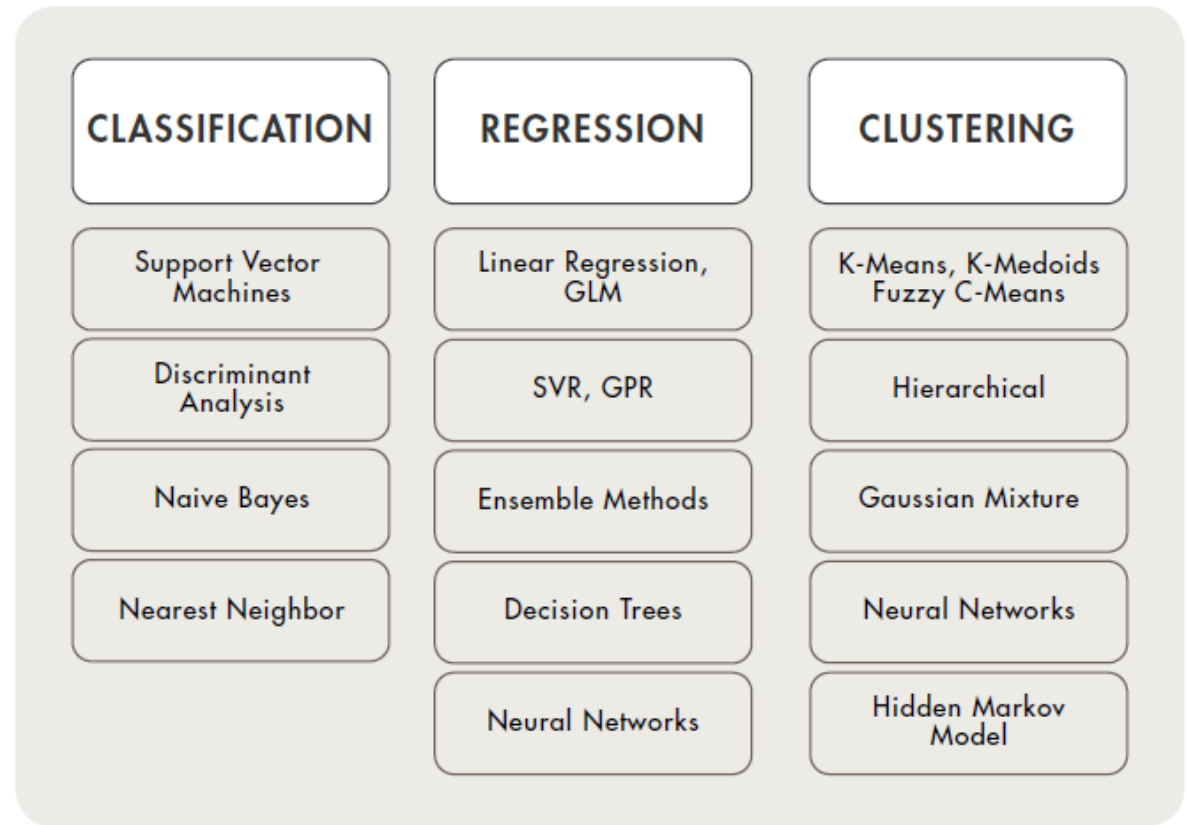 CLASSIFICATION
Support Vector
Machines
Discriminant
Analysis
Naive Bayes
Nearest Neighbor
REGRESSION
Linear Regression,
GLM
SVR, GPR
Ensemble Methods
Decision Trees
Neural Networks
CLUSTERING
K-Means, K-Medoids
Fuzzy C-Means
Hierarchical
Gaussian Mixture
Neural Networks
Hidden Markov
Model